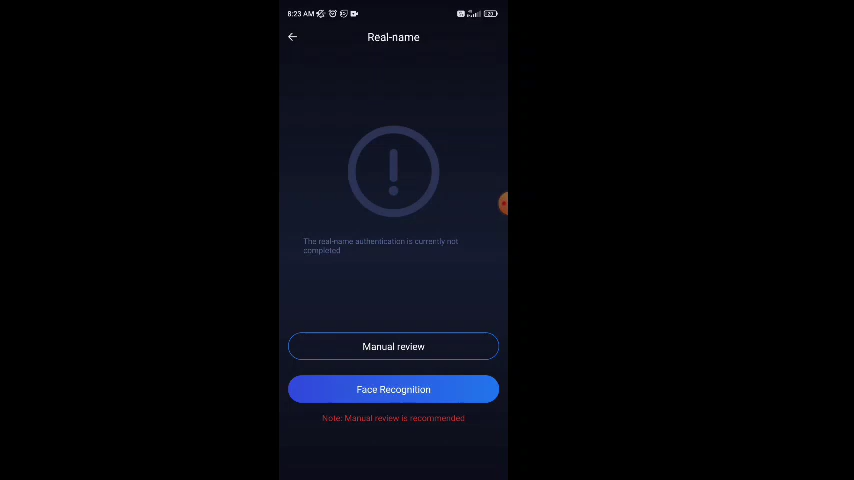 8:23 AM
Real-name
The real-name authentication is currently not
completed
Manual review
Face Recognition
Note: Manual review is recommended